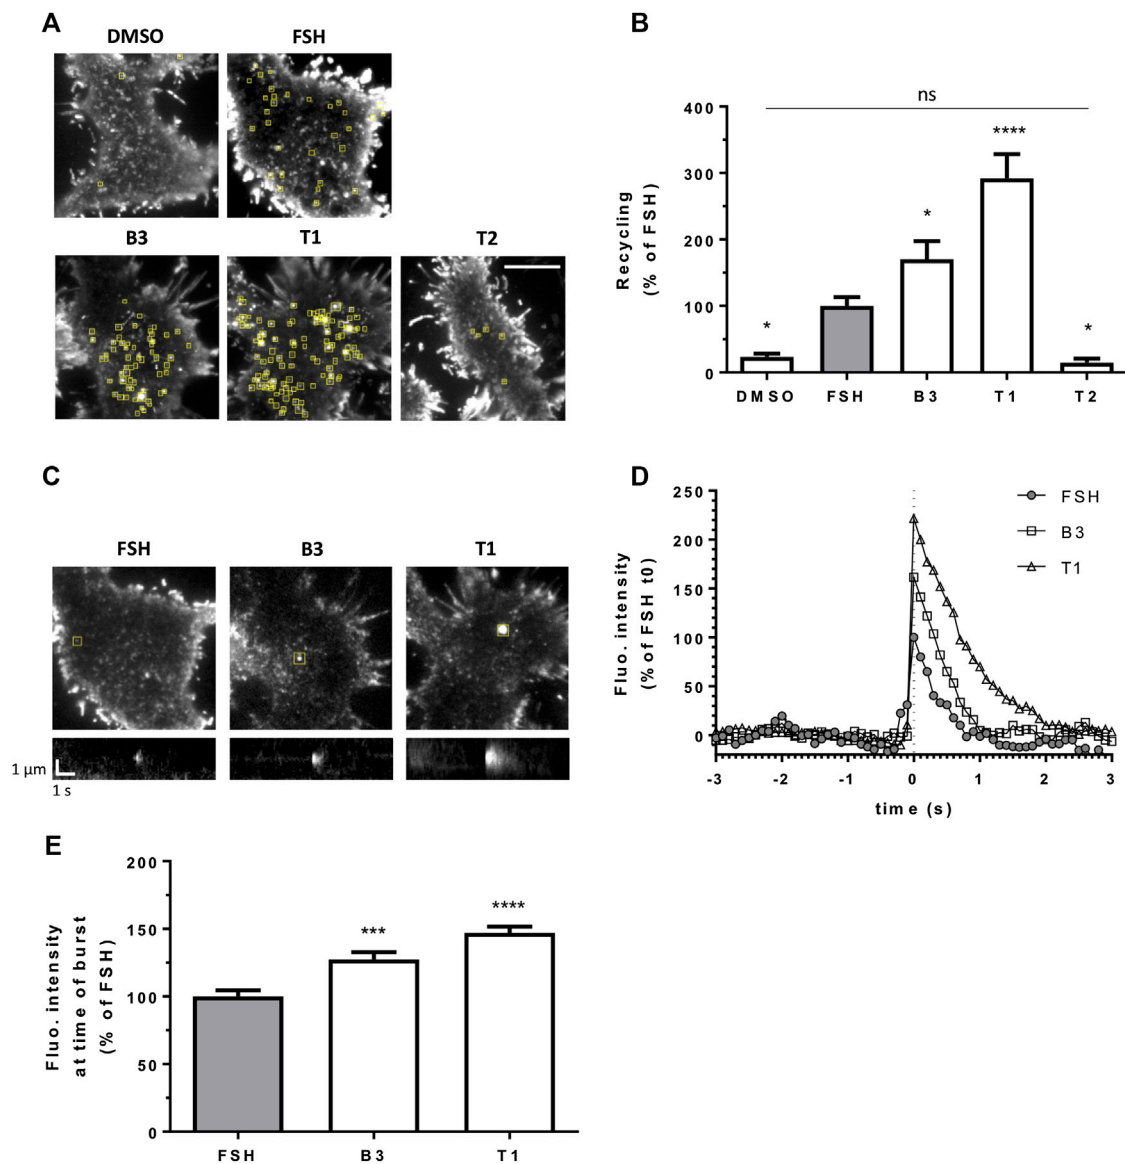 A
DMSO
FSH
B3
T1
T2
B
ns
400
300
200
100
0
Recycling
(% of FSH)
*
*
****
*
DMSO
FSH
B3
T1
T2
C
FSH
B3
T1
1 µm
1 s
D
250
200
150
100
50
0
Fluo. intensity
(% of FSH t0)
FSH
B3
T1
-3
-2
-1
0
1
2
3
time (s)
E
200
150
100
50
0
Fluo. intensity
at time of burst
(% of FSH)
***
****
FSH
B3
T1